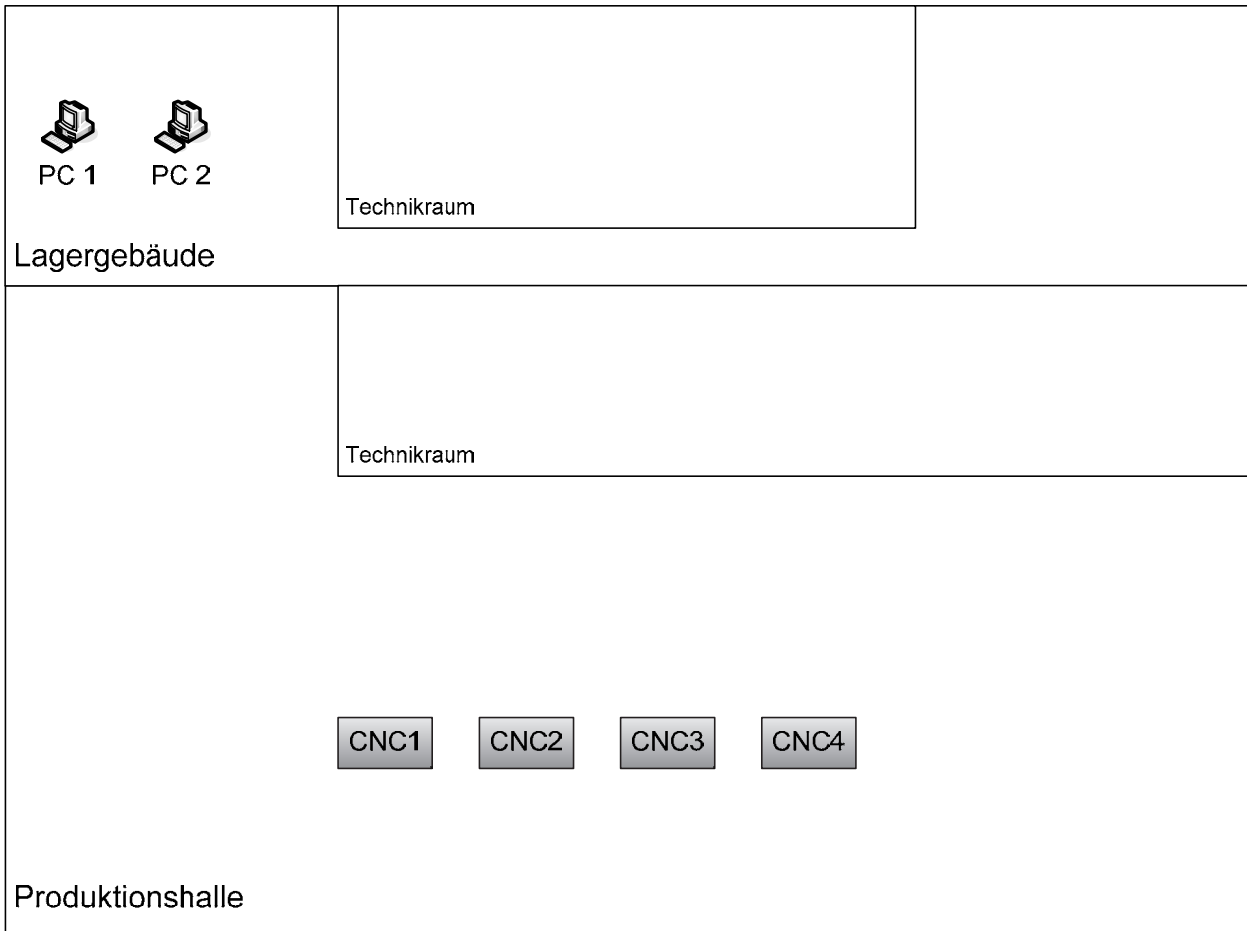 PC 1 PC 2
Technikraum
Lagergebäude
Technikraum
CNC1 CNC2 CNC3 CNC4
Produktionshalle